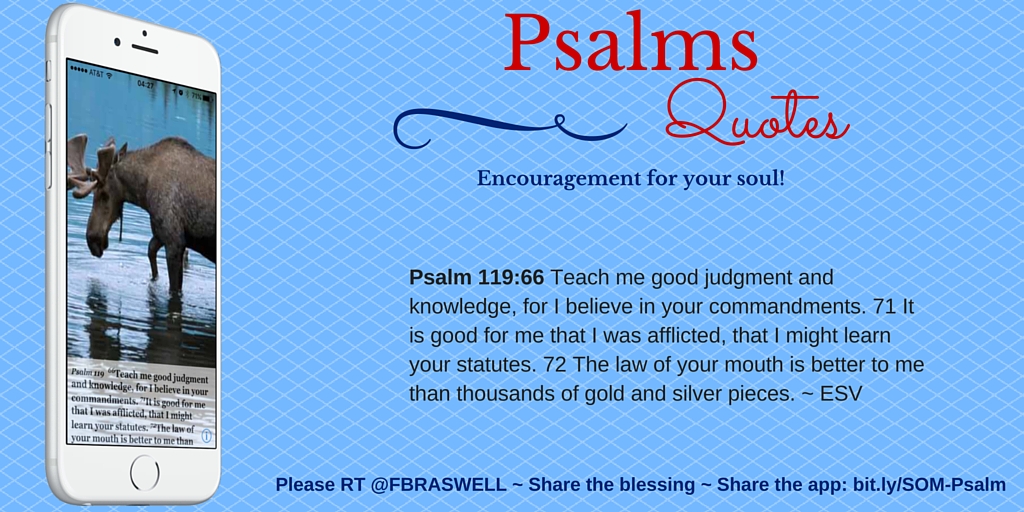 Psalms
Quotes
Encouragement for your soul!
Psalm 119:66 Teach me good judgment and
knowledge, for I believe in your commandments. 71 It
is good for me that I was afflicted, that I might learn
your statutes. 72 The law of your mouth is better to me
than thousands of gold and silver pieces. ~ ESV
Please RT @FBRASWELL ~ Share the blessing ~ Share the app: bit.ly/SOM-Psalm
AT&T 04:27 71%
Psalm 119 66Teach me good judgment
and knowledge, for I believe in your
commandments. 71It is good for me
that I was afflicted, that I might
learn your statutes. 72The law of
your mouth is better to me than